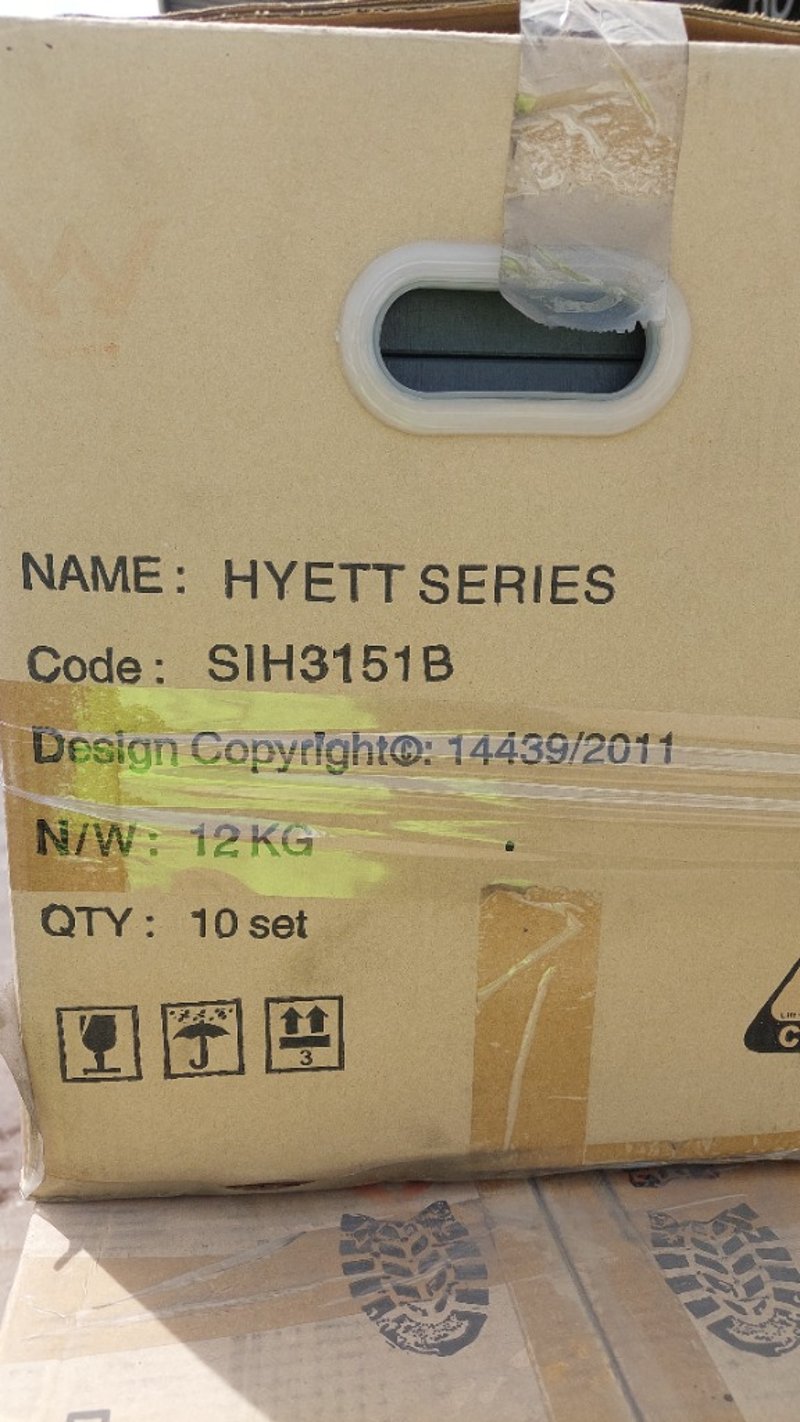 NAME: HYETT SERIES
Code: SIH3151B
Design Copyright©: 14439/2011
N/W: 12 KG
QTY: 10 set
3